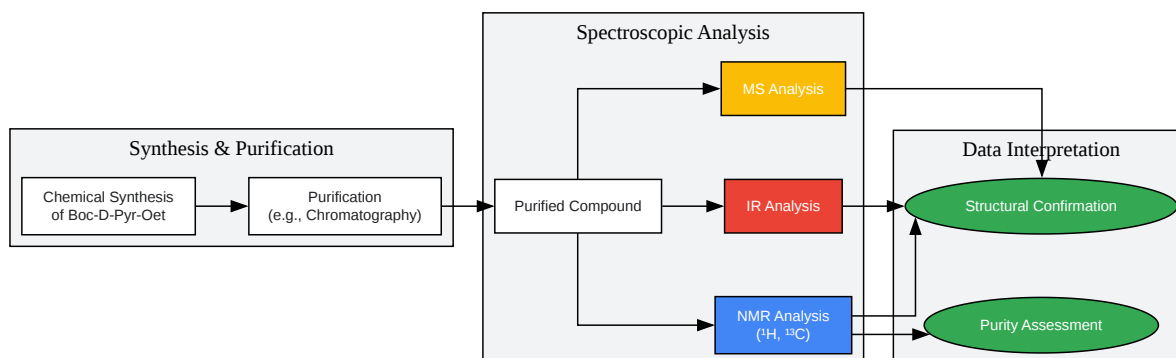 Synthesis & Purification
Chemical Synthesis
of Boc-D-Pyr-Oet
Purification
(e.g., Chromatography)
Spectroscopic Analysis
Purified Compound
MS Analysis
IR Analysis
NMR Analysis
(¹H, ¹³C)
Data Interpretation
Structural Confirmation
Purity Assessment